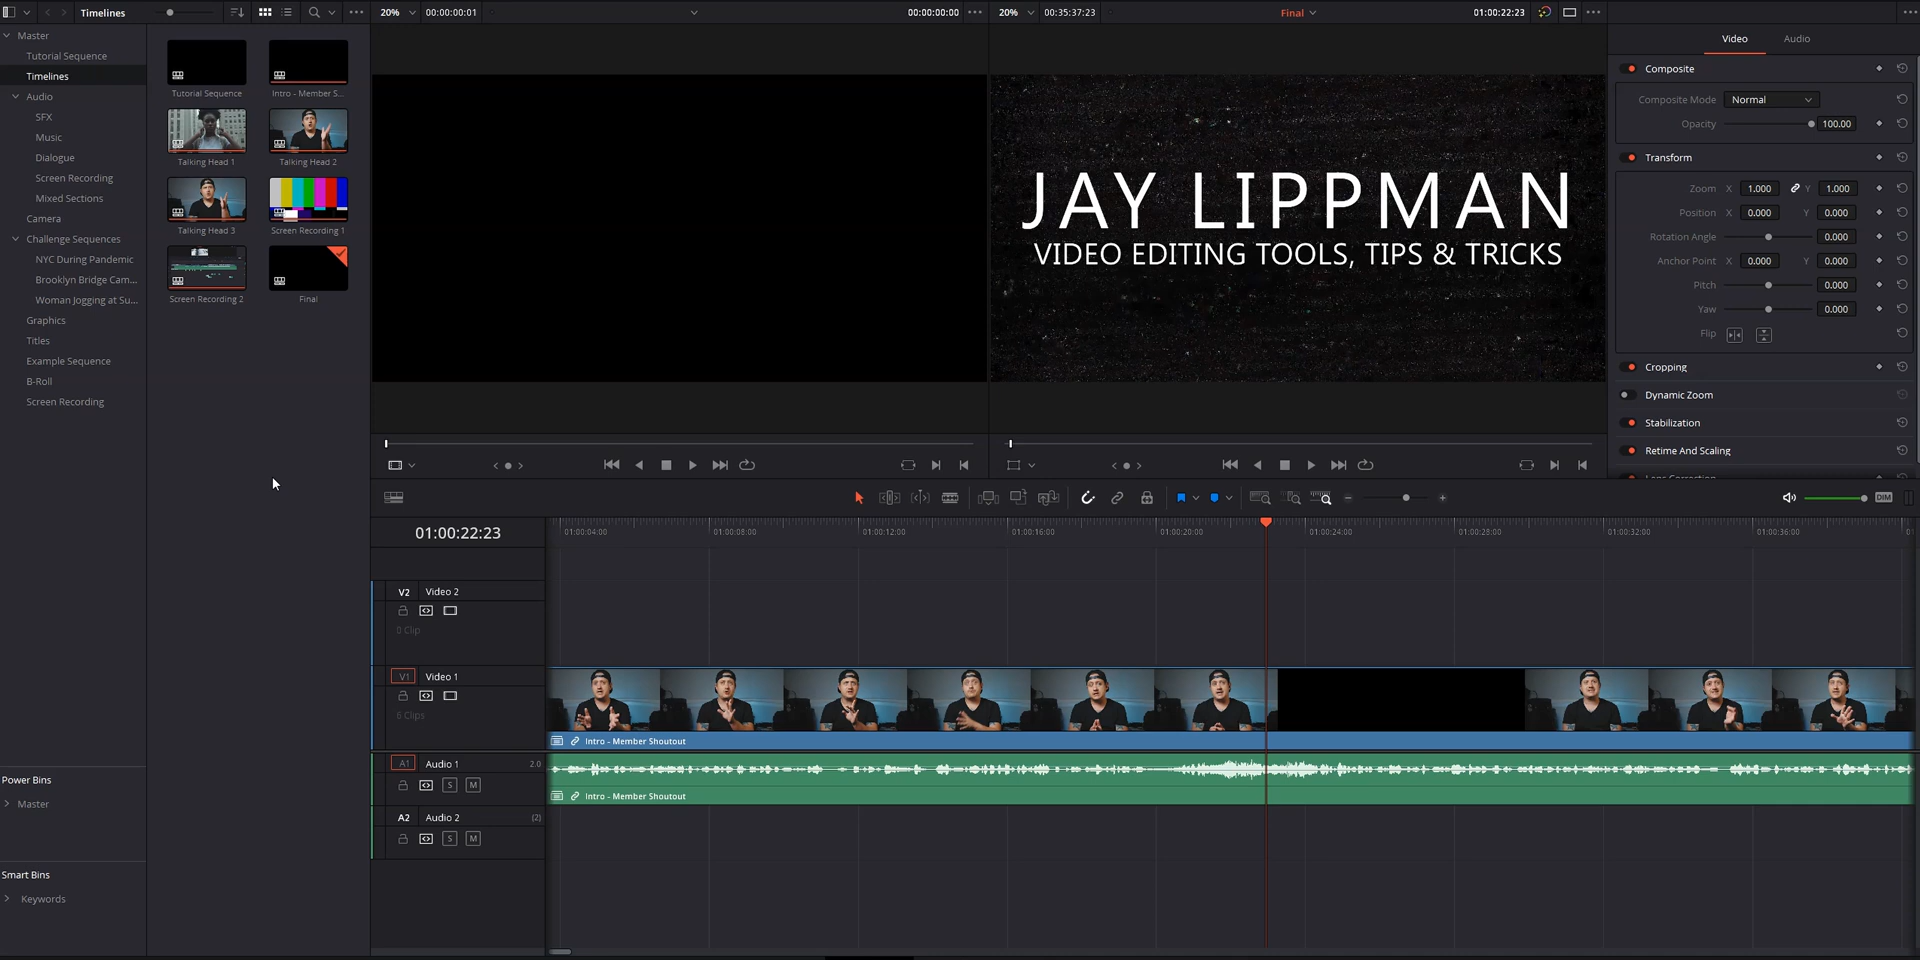 Timelines
20%
00:00:00:01
00:00:00:00
20%
00:35:37:23
Final
01:00:22:23
Master
Tutorial Sequence
Timelines
Audio
SFX
Music
Dialogue
Screen Recording
Mixed Sections
Camera
Challenge Sequences
NYC During Pandemic
Brooklyn Bridge Cam...
Woman Jogging at Su...
Graphics
Titles
Example Sequence
B-Roll
Screen Recording
Power Bins
Master
Smart Bins
Keywords
Tutorial Sequence
Intro - Member S...
Talking Head 1
Talking Head 2
Talking Head 3
Screen Recording 1
Screen Recording 2
Final
JAY LIPPMAN
VIDEO EDITING TOOLS, TIPS & TRICKS
Video
Audio
Composite
Composite Mode
Normal
Opacity
100.00
Transform
Zoom X 1.000 Y 1.000
Position X 0.000 Y 0.000
Rotation Angle 0.000
Anchor Point X 0.000 Y 0.000
Pitch 0.000
Yaw 0.000
Flip
Cropping
Dynamic Zoom
Stabilization
Retime And Scaling
DIM
01:00:22:23
01:00:04:00
01:00:08:00
01:00:12:00
01:00:16:00
01:00:20:00
01:00:24:00
01:00:28:00
01:00:32:00
01:00:36:00
V2 Video 2
0 Clip
V1 Video 1
6 Clips
Intro - Member Shoutout
A1 Audio 1 2.0
S M
Intro - Member Shoutout
A2 Audio 2 (2)
S M